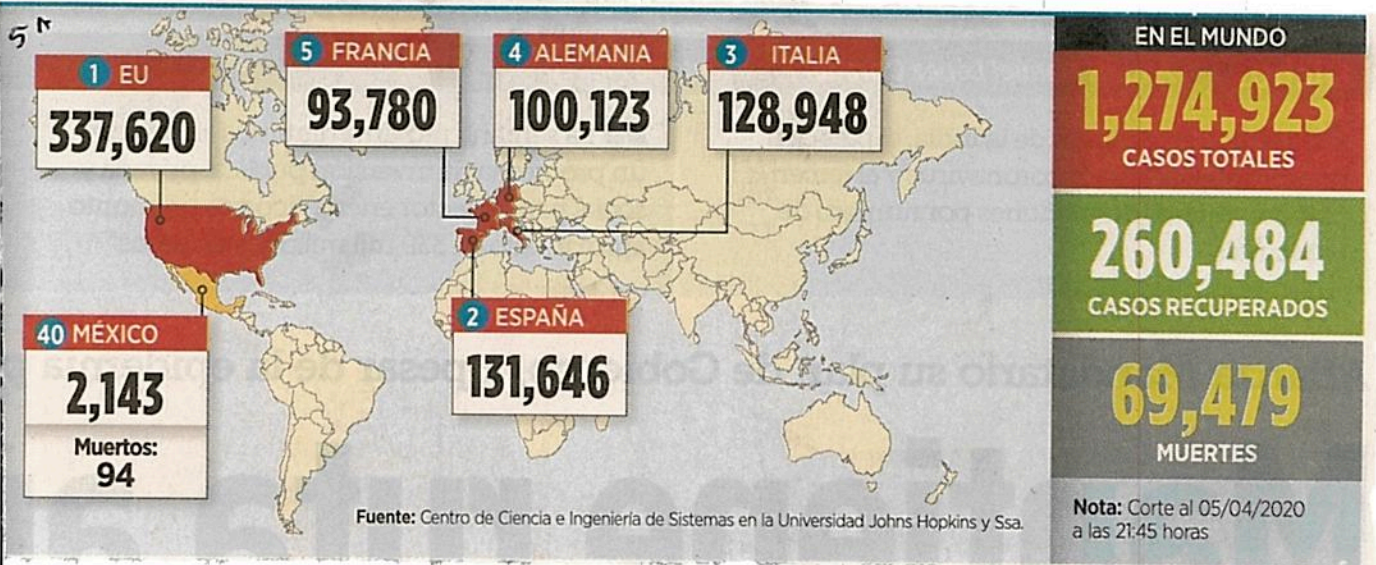 5 A
1 EU
337,620
5 FRANCIA
93,780
4 ALEMANIA
100,123
3 ITALIA
128,948
40 MÉXICO
2,143
Muertos:
94
2 ESPAÑA
131,646
Fuente: Centro de Ciencia e Ingeniería de Sistemas en la Universidad Johns Hopkins y Ssa.
EN EL MUNDO
1,274,923
CASOS TOTALES
260,484
CASOS RECUPERADOS
69,479
MUERTES
Nota: Corte al 05/04/2020
a las 21:45 horas